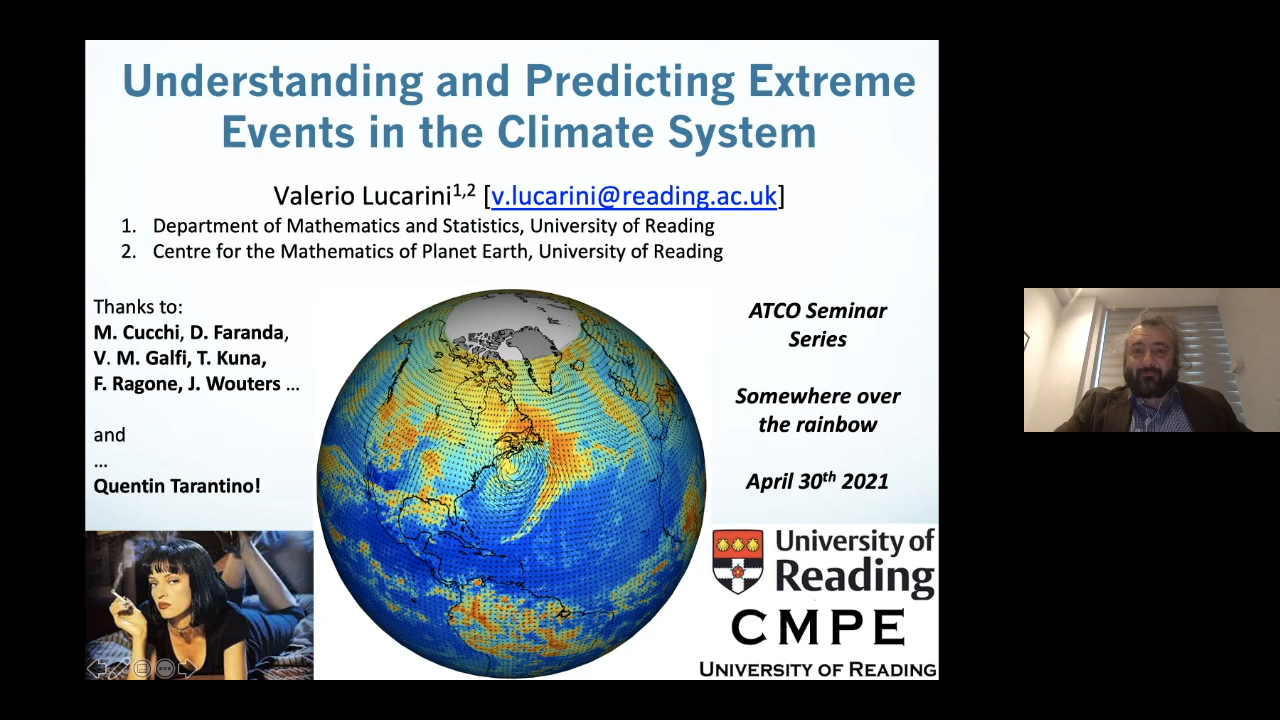 Understanding and Predicting Extreme
Events in the Climate System
Valerio Lucarini1,2 [v.lucarini@reading.ac.uk]
1. Department of Mathematics and Statistics, University of Reading
2. Centre for the Mathematics of Planet Earth, University of Reading
Thanks to:
M. Cucchi, D. Faranda,
V. M. Galfi, T. Kuna,
F. Ragone, J. Wouters ...
and
...
Quentin Tarantino!
ATCO Seminar
Series
Somewhere over
the rainbow
April 30th 2021
University of
Reading
CMPE
UNIVERSITY OF READING